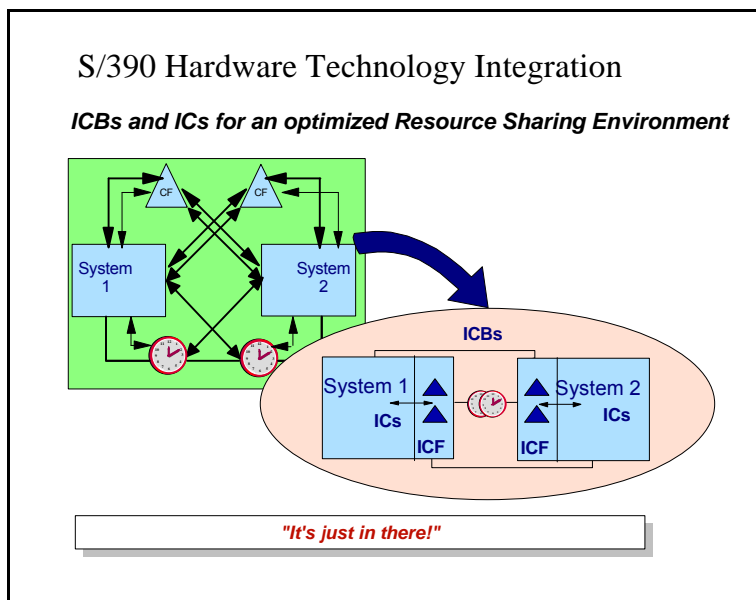 S/390 Hardware Technology Integration
ICBs and ICs for an optimized Resource Sharing Environment
CF
CF
System
1
System
2
ICBs
System 1
System 2
ICs
ICs
ICF
ICF
"It's just in there!"